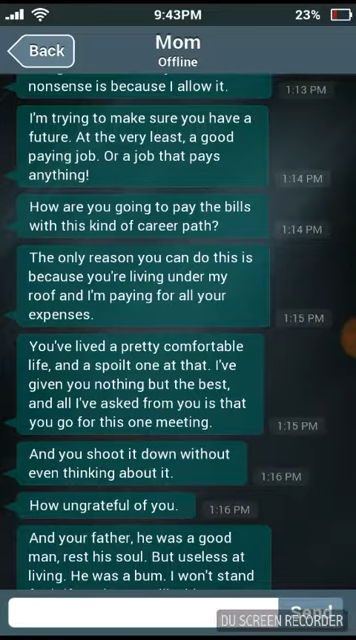 9:43PM
23%
Back
Mom
Offline
nonsense is because I allow it.
1:13 PM
I'm trying to make sure you have a
future. At the very least, a good
paying job. Or a job that pays
anything!
1:14 PM
How are you going to pay the bills
with this kind of career path?
1:14 PM
The only reason you can do this is
because you're living under my
roof and I'm paying for all your
expenses.
1:15 PM
You've lived a pretty comfortable
life, and a spoilt one at that. I've
given you nothing but the best,
and all I've asked from you is that
you go for this one meeting.
1:15 PM
And you shoot it down without
even thinking about it.
1:16 PM
How ungrateful of you.
1:16 PM
And your father, he was a good
man, rest his soul. But useless at
living. He was a bum. I won't stand
Send
DU SCREEN RECORDER